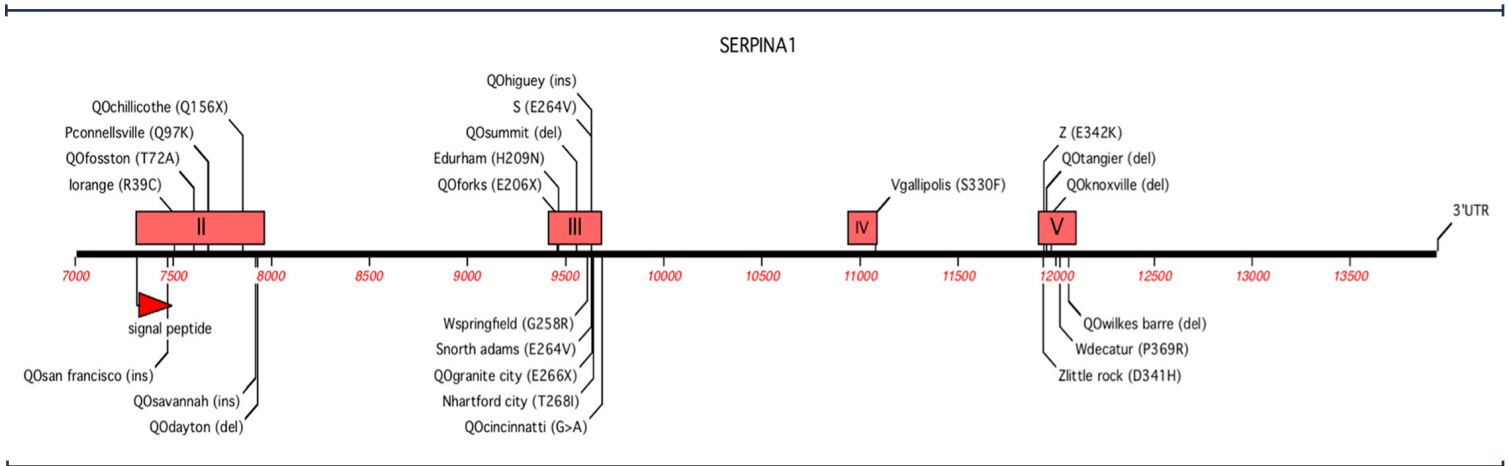 SERPINA1
QOhiguey (ins)
QOchillicothe (Q156X)
S (E264V)
Pconnellsville (Q97K)
QOsummit (del)
Z (E342K)
QOfosston (T72A)
Edurham (H209N)
QOtangier (del)
Iorange (R39C)
QOforks (E206X)
Vgallipolis (S330F)
QOknoxville (del)
3'UTR
II
III
IV
V
7000 7500 8000 8500 9000 9500 10000 10500 11000 11500 12000 12500 13000 13500
signal peptide
Wspringfield (G258R)
QOwilkes barre (del)
Snorth adams (E264V)
Wdecatur (P369R)
QOsan francisco (ins)
QOgranite city (E266X)
Zlittle rock (D341H)
QOsavannah (ins)
Nhartford city (T268I)
QOdayton (del)
QOcincinnatti (G>A)